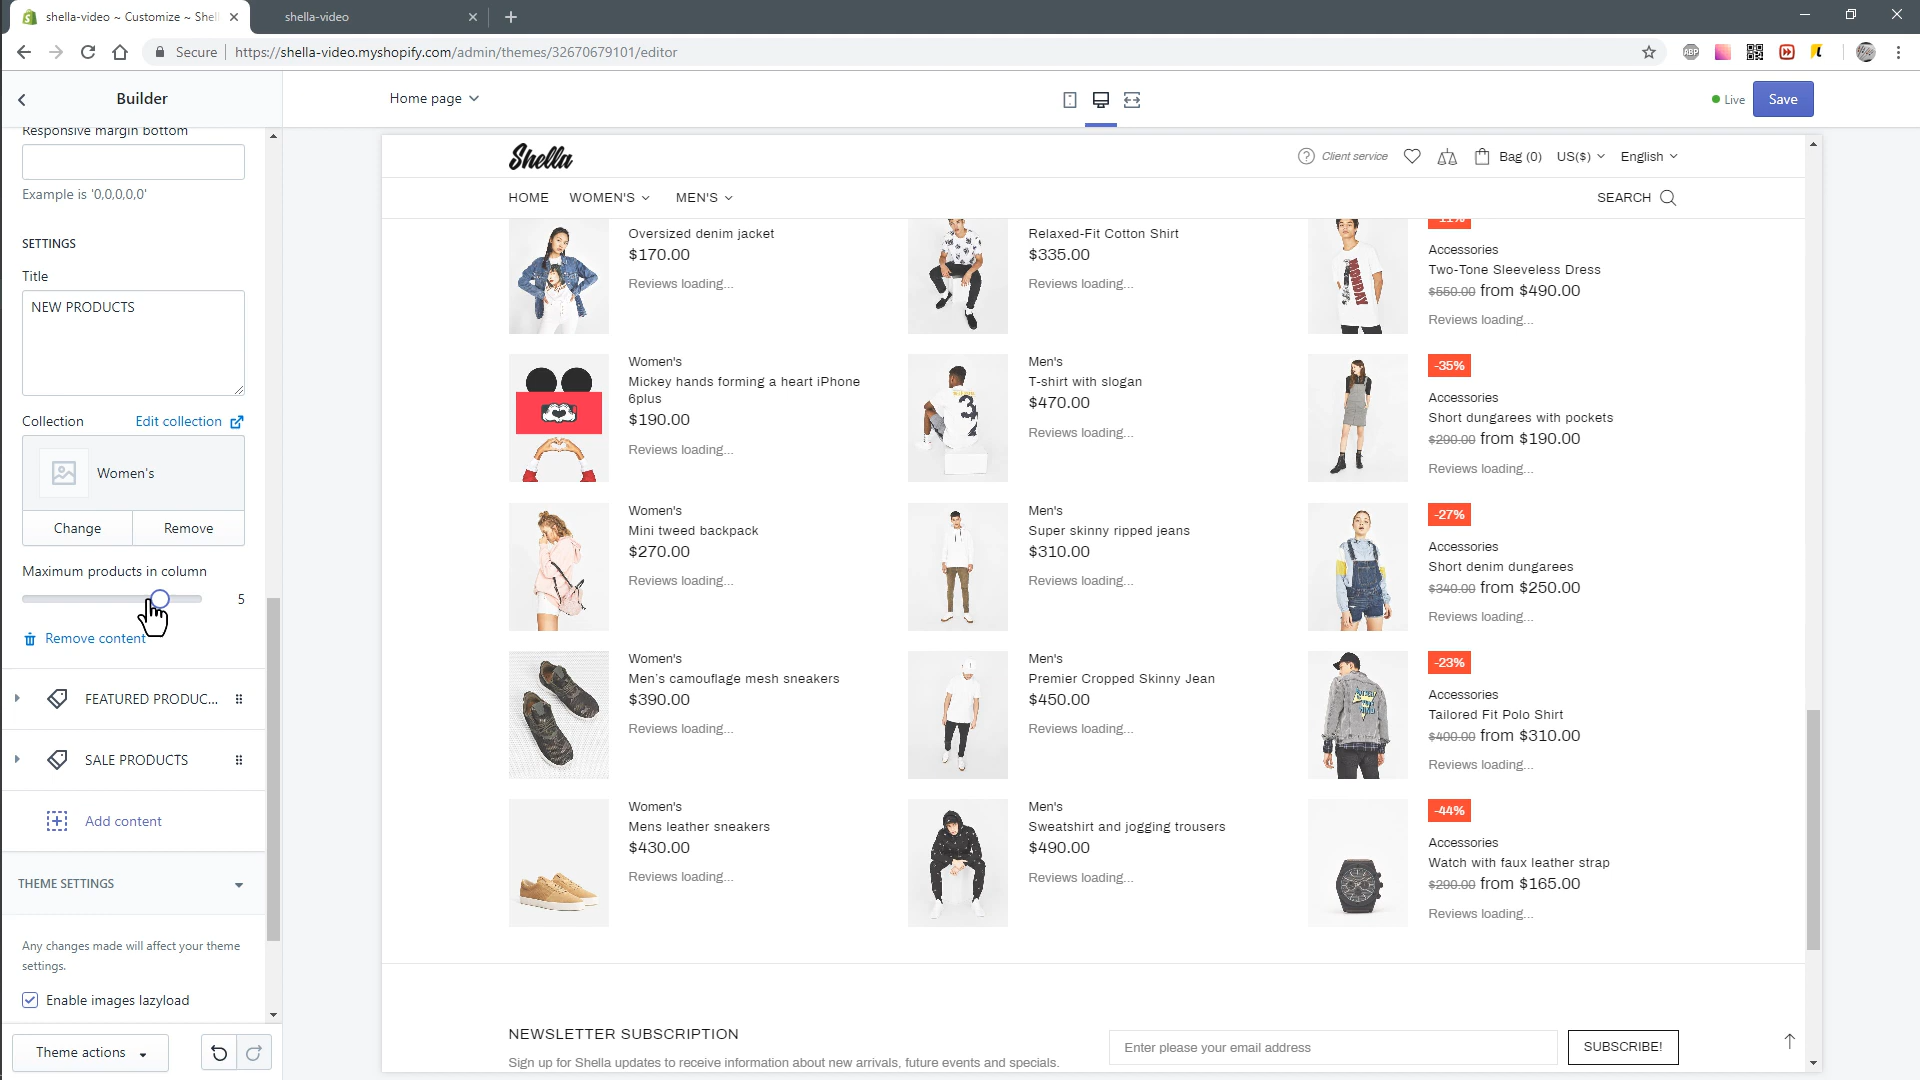 shella-video ~ Customize ~ Shel
shella-video
Secure
https://shella-video.myshopify.com/admin/themes/32670679101/editor
ABP
Builder
Home page
Live
Save
Responsive margin bottom
Example is '0,0,0,0,0'
SETTINGS
Title
NEW PRODUCTS
Collection
Edit collection
Women's
Change
Remove
Maximum products in column
5
Remove content
FEATURED PRODUC...
SALE PRODUCTS
Add content
THEME SETTINGS
Any changes made will affect your theme
settings.
Enable images lazyload
Theme actions
Shella
Client service
Bag (0)
US($)
English
HOME
WOMEN'S
MEN'S
SEARCH
Oversized denim jacket
$170.00
Reviews loading...
Relaxed-Fit Cotton Shirt
$335.00
Reviews loading...
Accessories
Two-Tone Sleeveless Dress
$550.00 from $490.00
Reviews loading...
Women's
Mickey hands forming a heart iPhone
6plus
$190.00
Reviews loading...
Men's
T-shirt with slogan
$470.00
Reviews loading...
-35%
Accessories
Short dungarees with pockets
$290.00 from $190.00
Reviews loading...
Women's
Mini tweed backpack
$270.00
Reviews loading...
Men's
Super skinny ripped jeans
$310.00
Reviews loading...
-27%
Accessories
Short denim dungarees
$340.00 from $250.00
Reviews loading...
Women's
Men's camouflage mesh sneakers
$390.00
Reviews loading...
Men's
Premier Cropped Skinny Jean
$450.00
Reviews loading...
-23%
Accessories
Tailored Fit Polo Shirt
$400.00 from $310.00
Reviews loading...
Women's
Mens leather sneakers
$430.00
Reviews loading...
Men's
Sweatshirt and jogging trousers
$490.00
Reviews loading...
-44%
Accessories
Watch with faux leather strap
$290.00 from $165.00
Reviews loading...
NEWSLETTER SUBSCRIPTION
Sign up for Shella updates to receive information about new arrivals, future events and specials.
Enter please your email address
SUBSCRIBE!